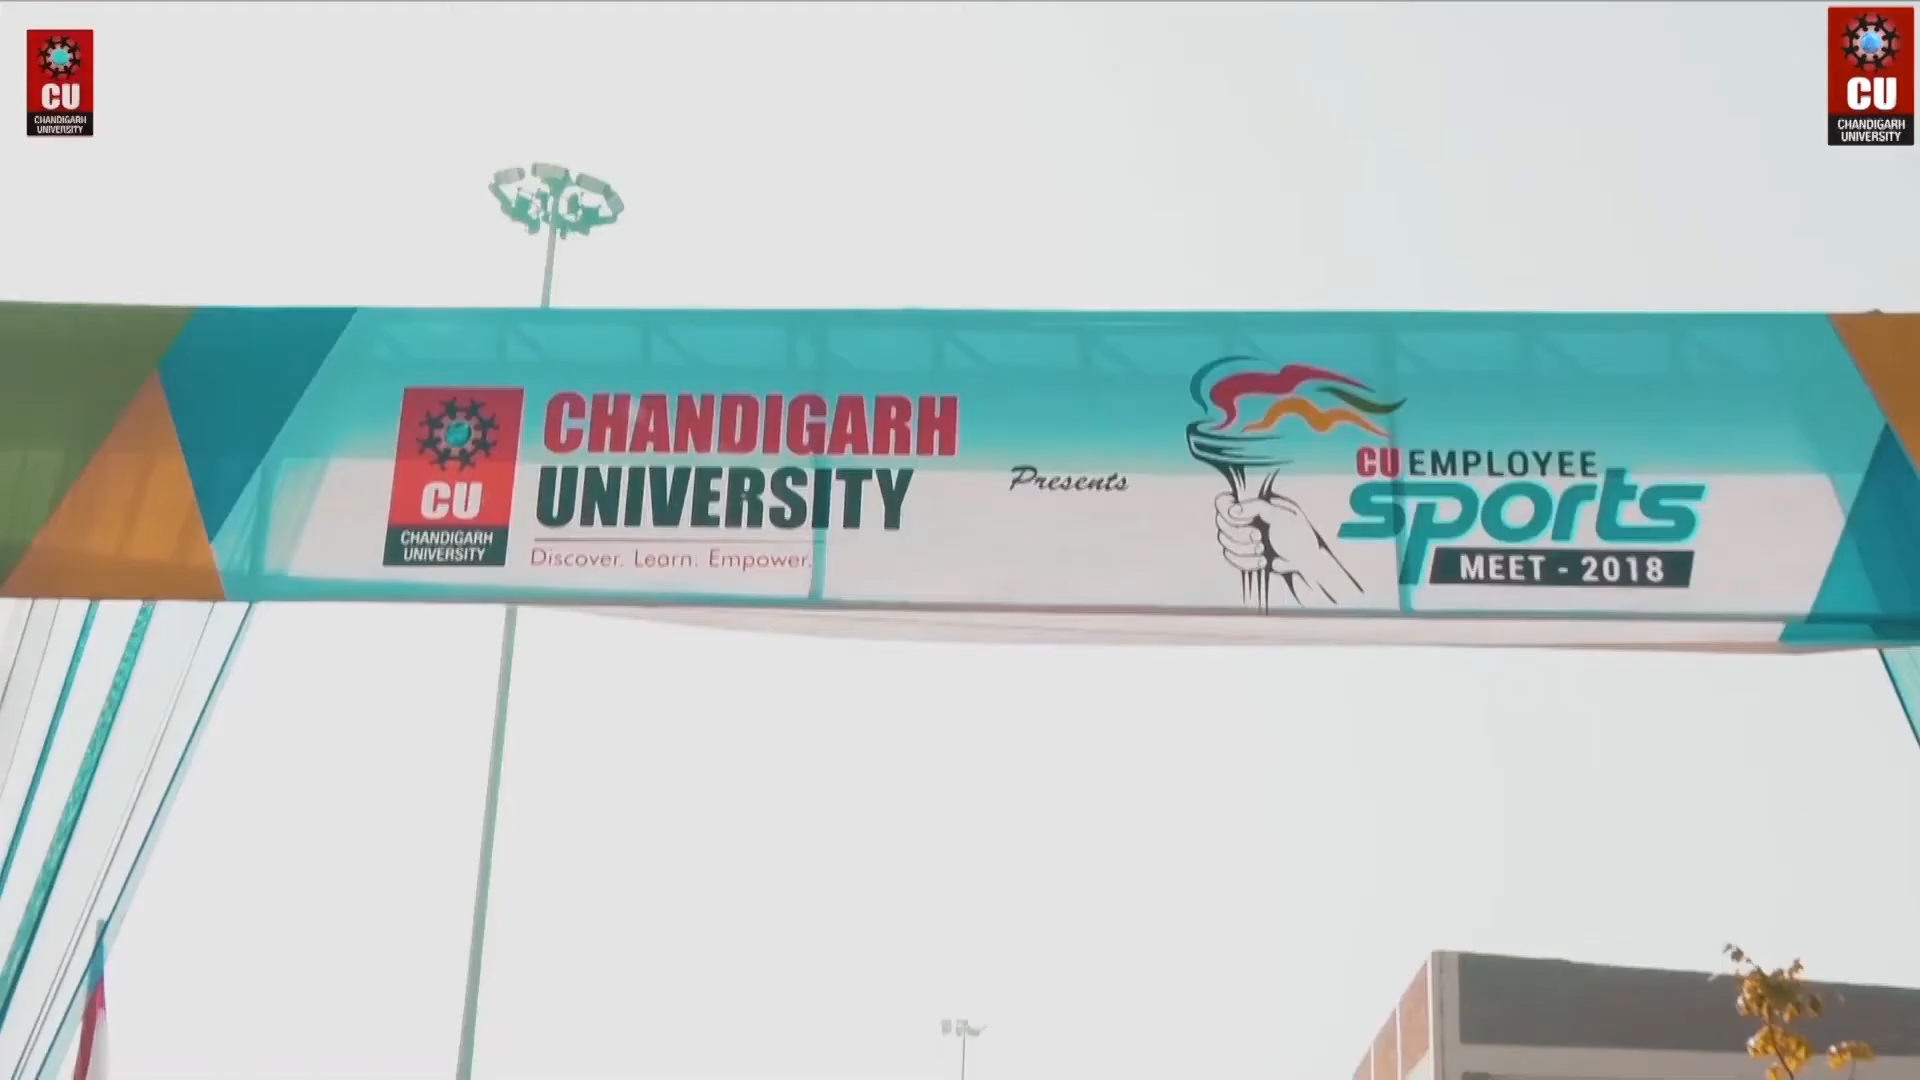 CU
CHANDIGARH
UNIVERSITY
CU
CHANDIGARH
UNIVERSITY
CU
CHANDIGARH
UNIVERSITY
CHANDIGARH
UNIVERSITY
Discover. Learn. Empower.
Presents
CU EMPLOYEE
sports
MEET - 2018